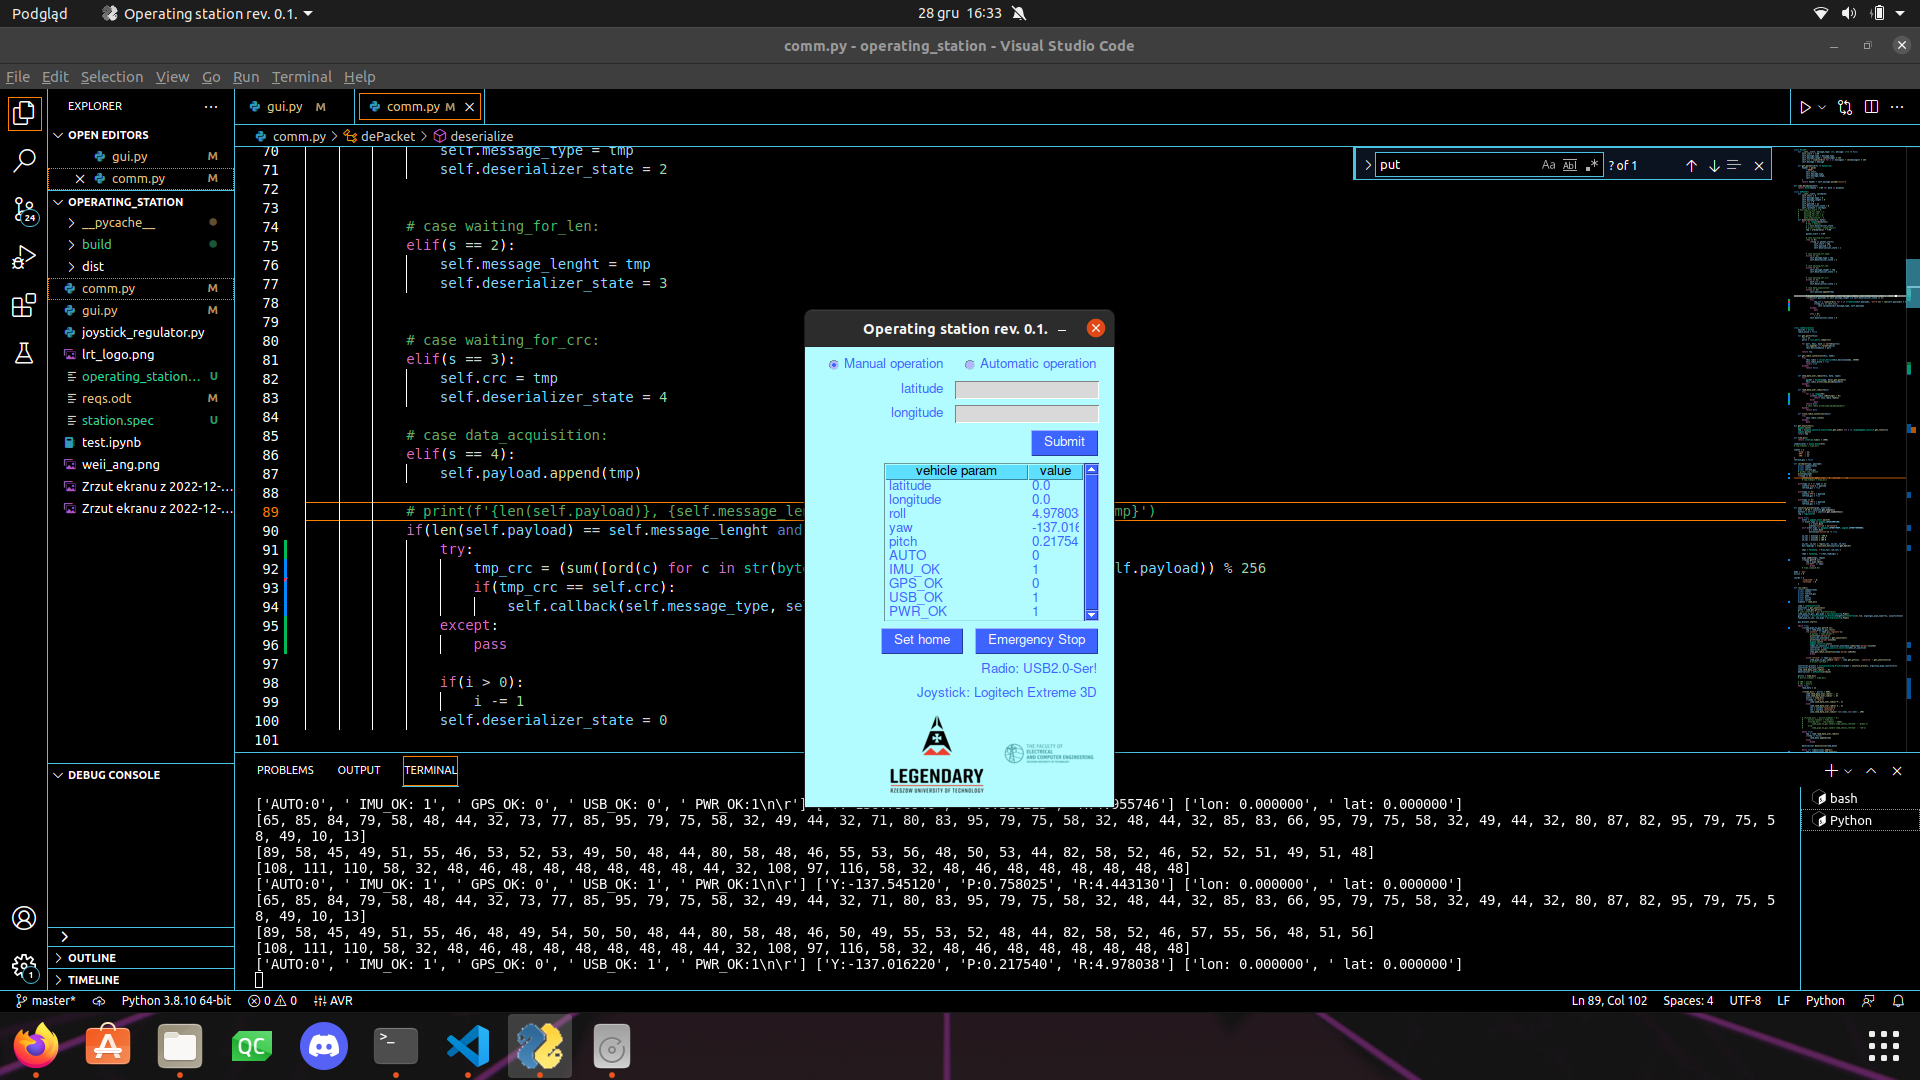 Podgląd
Operating station rev. 0.1.
28 gru 16:33
comm.py - operating_station - Visual Studio Code
File Edit Selection View Go Run Terminal Help
EXPLORER
OPEN EDITORS
gui.py M
comm.py M
OPERATING_STATION
__pycache__
build
dist
comm.py M
gui.py M
joystick_regulator.py
lrt_logo.png
operating_station... U
reqs.odt M
station.spec U
test.ipynb
weii_ang.png
Zrzut ekranu z 2022-12-...
Zrzut ekranu z 2022-12-...
DEBUG CONSOLE
OUTLINE
TIMELINE
24
1
gui.py M
comm.py M
comm.py > dePacket > deserialize
put
Aa
? of 1
70 self.message_type = tmp
71 self.deserializer_state = 2
72
73
74 # case waiting_for_len:
75 elif(s == 2):
76 self.message_lenght = tmp
77 self.deserializer_state = 3
78
79
80 # case waiting_for_crc:
81 elif(s == 3):
82 self.crc = tmp
83 self.deserializer_state = 4
84
85 # case data_acquisition:
86 elif(s == 4):
87 self.payload.append(tmp)
88
89 # print(f'{len(self.payload)}, {self.message_le mp}')
90 if(len(self.payload) == self.message_lenght and
91 try:
92 tmp_crc = (sum([ord(c) for c in str(byt lf.payload)) % 256
93 if(tmp_crc == self.crc):
94 self.callback(self.message_type, se
95 except:
96 pass
97
98 if(i > 0):
99 i -= 1
100 self.deserializer_state = 0
101
Operating station rev. 0.1.
Manual operation Automatic operation
latitude
longitude
Submit
vehicle param value
latitude 0.0
longitude 0.0
roll 4.978038
yaw -137.016
pitch 0.21754
AUTO 0
IMU_OK 1
GPS_OK 0
USB_OK 1
PWR_OK 1
Set home Emergency Stop
Radio: USB2.0-Ser!
Joystick: Logitech Extreme 3D
LEGENDARY
RZESZOW UNIVERSITY OF TECHNOLOGY
THE FACULTY OF
ELECTRICAL
AND COMPUTER ENGINEERING
PROBLEMS OUTPUT TERMINAL
bash
Python
['AUTO:0', ' IMU_OK: 1', ' GPS_OK: 0', ' USB_OK: 0', ' PWR_OK:1\n\r'] 955746'] ['lon: 0.000000', ' lat: 0.000000']
[65, 85, 84, 79, 58, 48, 44, 32, 73, 77, 85, 95, 79, 75, 58, 32, 49, 44, 32, 71, 80, 83, 95, 79, 75, 58, 32, 48, 44, 32, 85, 83, 66, 95, 79, 75, 58, 32, 49, 44, 32, 80, 87, 82, 95, 79, 75, 5
8, 49, 10, 13]
[89, 58, 45, 49, 51, 55, 46, 53, 52, 53, 49, 50, 48, 44, 80, 58, 48, 46, 55, 53, 56, 48, 50, 53, 44, 82, 58, 52, 46, 52, 52, 51, 49, 51, 48]
[108, 111, 110, 58, 32, 48, 46, 48, 48, 48, 48, 48, 48, 44, 32, 108, 97, 116, 58, 32, 48, 46, 48, 48, 48, 48, 48, 48]
['AUTO:0', ' IMU_OK: 1', ' GPS_OK: 0', ' USB_OK: 1', ' PWR_OK:1\n\r'] ['Y:-137.545120', 'P:0.758025', 'R:4.443130'] ['lon: 0.000000', ' lat: 0.000000']
[65, 85, 84, 79, 58, 48, 44, 32, 73, 77, 85, 95, 79, 75, 58, 32, 49, 44, 32, 71, 80, 83, 95, 79, 75, 58, 32, 48, 44, 32, 85, 83, 66, 95, 79, 75, 58, 32, 49, 44, 32, 80, 87, 82, 95, 79, 75, 5
8, 49, 10, 13]
[89, 58, 45, 49, 51, 55, 46, 48, 49, 54, 50, 50, 48, 44, 80, 58, 48, 46, 50, 49, 55, 53, 52, 48, 44, 82, 58, 52, 46, 57, 55, 56, 48, 51, 56]
[108, 111, 110, 58, 32, 48, 46, 48, 48, 48, 48, 48, 48, 44, 32, 108, 97, 116, 58, 32, 48, 46, 48, 48, 48, 48, 48, 48]
['AUTO:0', ' IMU_OK: 1', ' GPS_OK: 0', ' USB_OK: 1', ' PWR_OK:1\n\r'] ['Y:-137.016220', 'P:0.217540', 'R:4.978038'] ['lon: 0.000000', ' lat: 0.000000']
master* Python 3.8.10 64-bit 0 0 AVR
Ln 89, Col 102 Spaces: 4 UTF-8 LF Python
QC